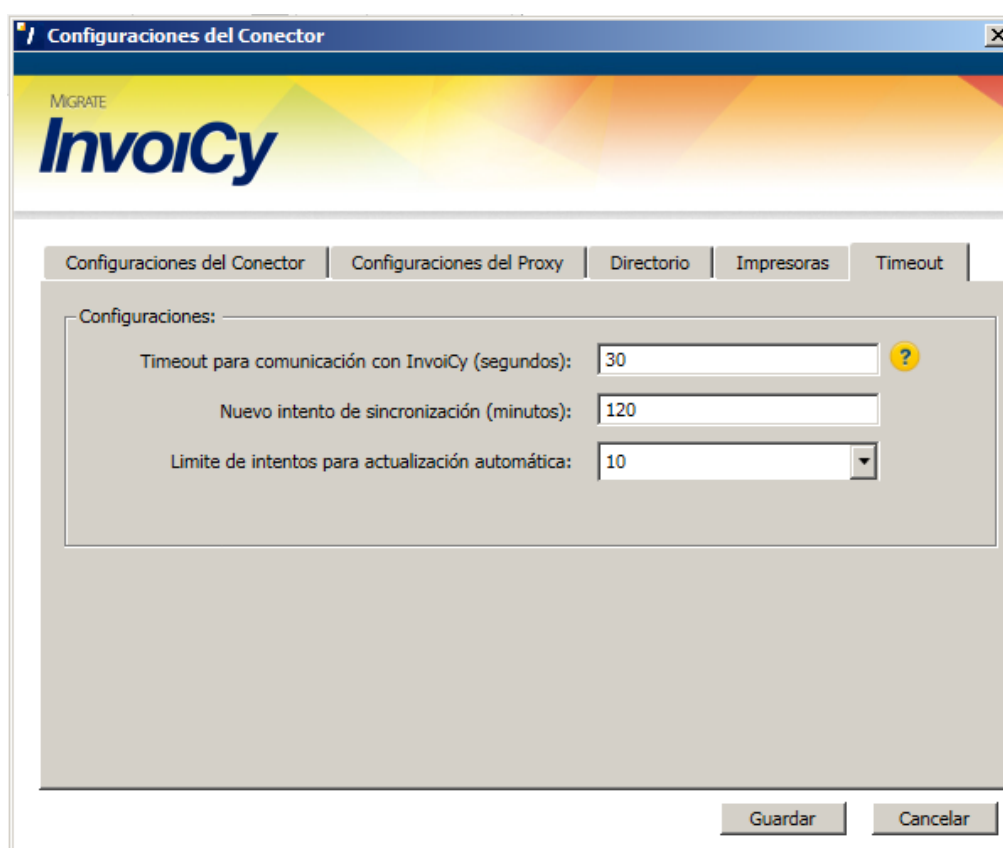 Configuraciones del Conector
MIGRATE
InvoiCy
Configuraciones del Conector Configuraciones del Proxy Directorio Impresoras Timeout
Configuraciones:
Timeout para comunicación con InvoiCy (segundos): 30 ?
Nuevo intento de sincronización (minutos): 120
Limite de intentos para actualización automática: 10
Guardar Cancelar